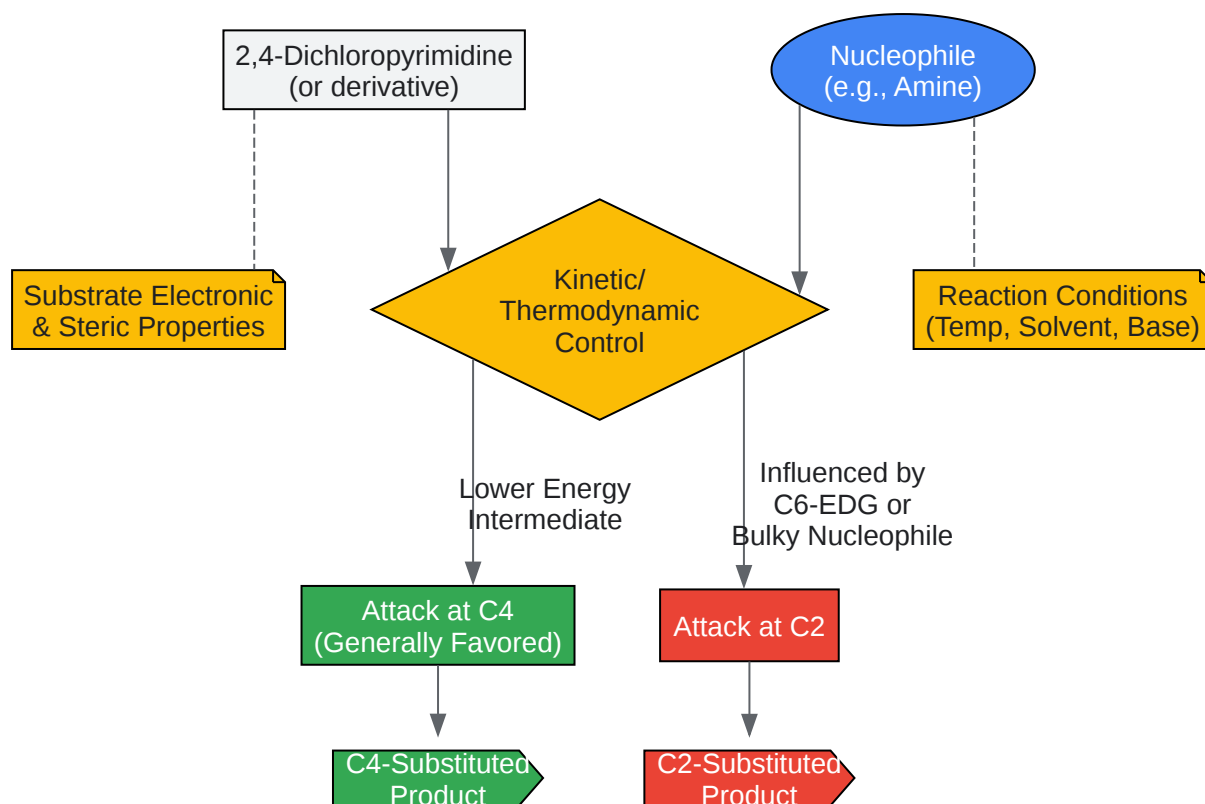 2,4-Dichloropyrimidine
(or derivative)
Nucleophile
(e.g., Amine)
Substrate Electronic
& Steric Properties
Kinetic/
Thermodynamic
Control
Reaction Conditions
(Temp, Solvent, Base)
Lower Energy
Intermediate
Influenced by
C6-EDG or
Bulky Nucleophile
Attack at C4
(Generally Favored)
Attack at C2
C4-Substituted
Product
C2-Substituted
Product